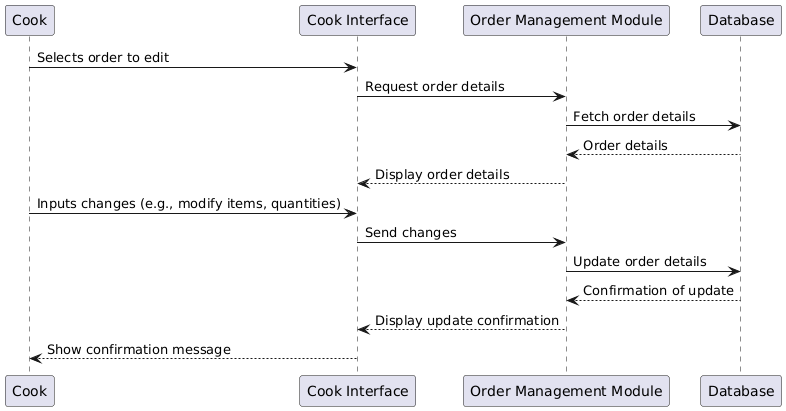 Cook
Cook Interface
Order Management Module
Database
Selects order to edit
Request order details
Fetch order details
Order details
Display order details
Inputs changes (e.g., modify items, quantities)
Send changes
Update order details
Confirmation of update
Display update confirmation
Show confirmation message
Cook
Cook Interface
Order Management Module
Database